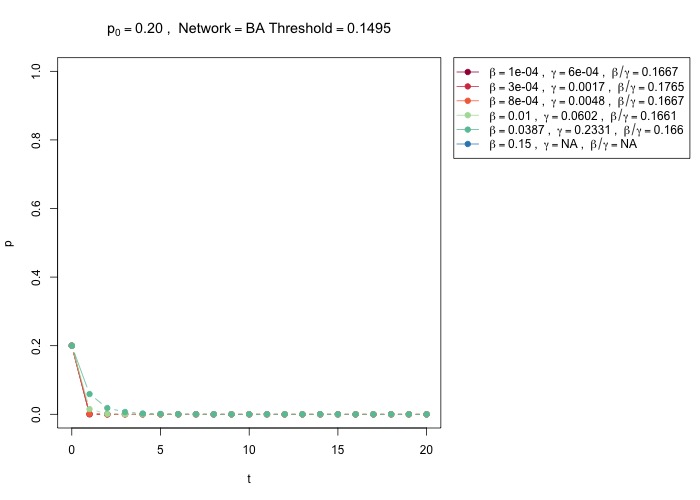 p0 = 0.20 , Network = BA Threshold = 0.1495
β = 1e-04 , γ = 6e-04 , β/γ = 0.1667
β = 3e-04 , γ = 0.0017 , β/γ = 0.1765
β = 8e-04 , γ = 0.0048 , β/γ = 0.1667
β = 0.01 , γ = 0.0602 , β/γ = 0.1661
β = 0.0387 , γ = 0.2331 , β/γ = 0.166
β = 0.15 , γ = NA , β/γ = NA
1.0
0.8
0.6
0.4
0.2
0.0
p
0 5 10 15 20
t